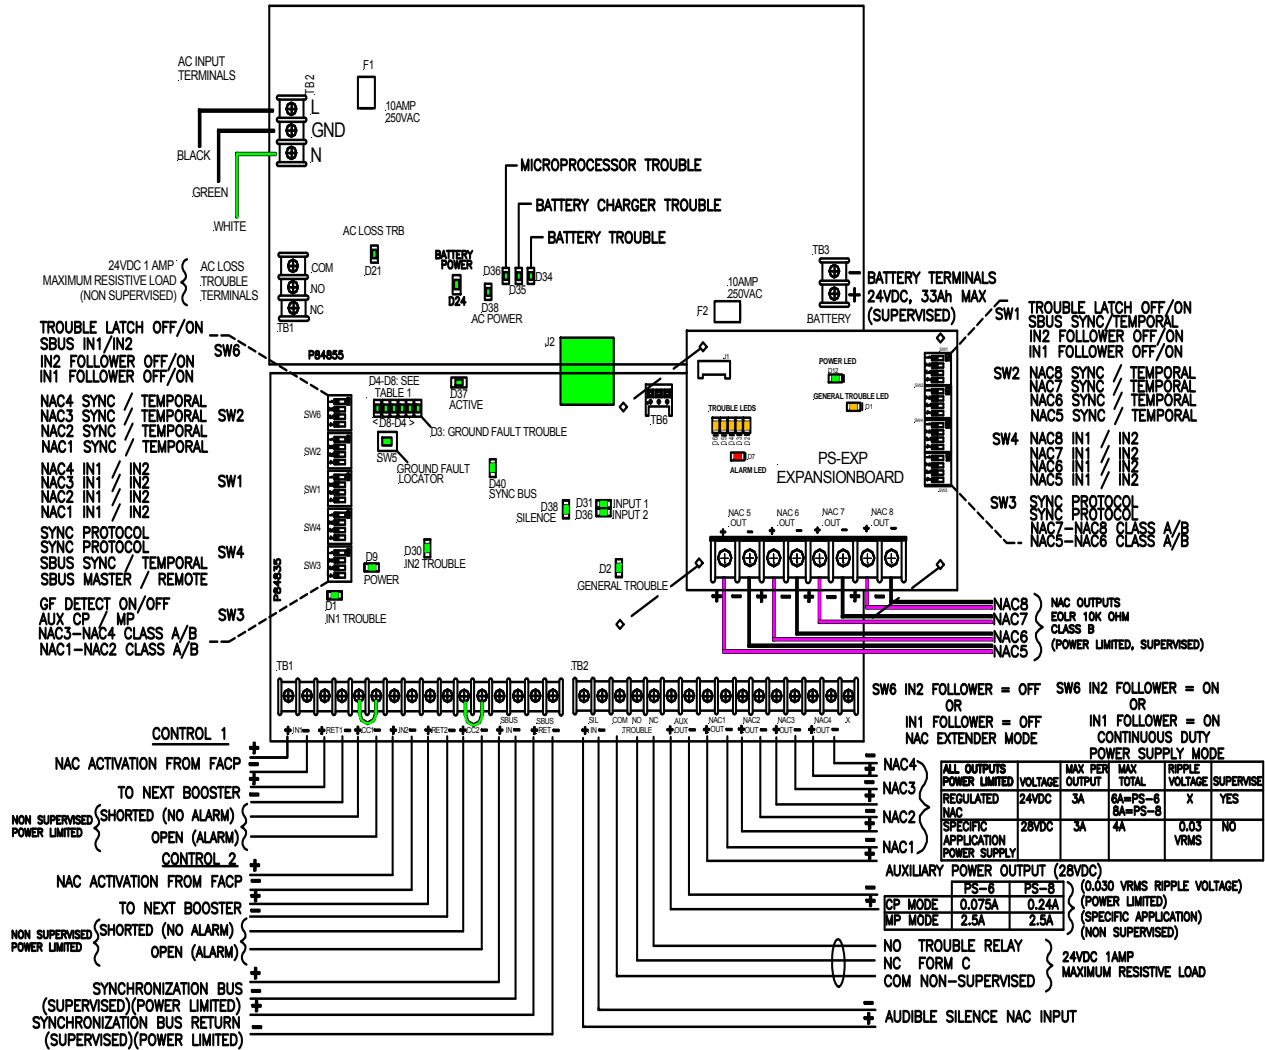 AC INPUT
TERMINALS
TB2
L
GND
N
F1
10AMP
250VAC
BLACK
GREEN
WHITE
MICROPROCESSOR TROUBLE
BATTERY CHARGER TROUBLE
BATTERY TROUBLE
AC LOSS TRB
D21
BATTERY
POWER
D24
D36
D35
D34
D38
AC POWER
24VDC 1 AMP
MAXIMUM RESISTIVE LOAD
(NON SUPERVISED)
AC LOSS
TROUBLE
TERMINALS
COM
NO
NC
TB1
TB3
-
+
BATTERY
BATTERY TERMINALS
24VDC, 33Ah MAX
(SUPERVISED)
10AMP
250VAC
F2
P84855
J2
TROUBLE LATCH OFF/ON
SBUS IN1/IN2
IN2 FOLLOWER OFF/ON
IN1 FOLLOWER OFF/ON
SW6
NAC4 SYNC / TEMPORAL
NAC3 SYNC / TEMPORAL
NAC2 SYNC / TEMPORAL
NAC1 SYNC / TEMPORAL
SW2
NAC4 IN1 / IN2
NAC3 IN1 / IN2
NAC2 IN1 / IN2
NAC1 IN1 / IN2
SW1
SYNC PROTOCOL
SYNC PROTOCOL
SBUS SYNC / TEMPORAL
SBUS MASTER / REMOTE
SW4
GF DETECT ON/OFF
AUX CP / MP
NAC3-NAC4 CLASS A/B
NAC1-NAC2 CLASS A/B
SW3
SW6
SW2
SW1
SW4
SW3
P84835
D4-D8: SEE
TABLE 1
<D8-D4 >
D37
ACTIVE
D3: GROUND FAULT TROUBLE
SW5
GROUND FAULT
LOCATOR
D40
SYNC BUS
D38
SILENCE
D31
INPUT 1
D36
INPUT 2
D30
IN2 TROUBLE
D9
POWER
D1
IN1 TROUBLE
D2
GENERAL TROUBLE
TB6
J1
POWER LED
D12
GENERAL TROUBLE LED
D1
TROUBLE LEDS
D7
ALARM LED
PS-EXP
EXPANSIONBOARD
NAC 5
OUT
NAC 6
OUT
NAC 7
OUT
NAC 8
OUT
+ - + - + - + -
SW1
TROUBLE LATCH OFF/ON
SBUS SYNC/TEMPORAL
IN2 FOLLOWER OFF/ON
IN1 FOLLOWER OFF/ON
SW2
NAC8 SYNC / TEMPORAL
NAC7 SYNC / TEMPORAL
NAC6 SYNC / TEMPORAL
NAC5 SYNC / TEMPORAL
SW4
NAC8 IN1 / IN2
NAC7 IN1 / IN2
NAC6 IN1 / IN2
NAC5 IN1 / IN2
SW3
SYNC PROTOCOL
SYNC PROTOCOL
NAC7-NAC8 CLASS A/B
NAC5-NAC6 CLASS A/B
NAC8
NAC7
NAC6
NAC5
NAC OUTPUTS
EOLR 10K OHM
CLASS B
(POWER LIMITED, SUPERVISED)
TB1
TB2
+IN1- +RET1- +CC1- +IN2- +RET2- +CC2-
SBUS
+ IN -
SBUS
+RET-
SIL
+ IN -
COM NO NC
TROUBLE
AUX
+OUT-
NAC1
+OUT-
NAC2
+OUT-
NAC3
+OUT-
NAC4
+OUT-
X
SW6 IN2 FOLLOWER = OFF
OR
IN1 FOLLOWER = OFF
NAC EXTENDER MODE
SW6 IN2 FOLLOWER = ON
OR
IN1 FOLLOWER = ON
CONTINUOUS DUTY
POWER SUPPLY MODE
CONTROL 1
NAC ACTIVATION FROM FACP
TO NEXT BOOSTER
NON SUPERVISED
POWER LIMITED
SHORTED (NO ALARM)
OPEN (ALARM)
CONTROL 2
NAC ACTIVATION FROM FACP
TO NEXT BOOSTER
NON SUPERVISED
POWER LIMITED
SHORTED (NO ALARM)
OPEN (ALARM)
SYNCHRONIZATION BUS
(SUPERVISED)(POWER LIMITED)
SYNCHRONIZATION BUS RETURN
(SUPERVISED)(POWER LIMITED)
NAC4
NAC3
NAC2
NAC1
ALL OUTPUTS POWER LIMITED VOLTAGE MAX PER OUTPUT MAX TOTAL RIPPLE VOLTAGE SUPERVISE
REGULATED NAC 24VDC 3A 6A=PS-6 8A=PS-8 X YES
SPECIFIC APPLICATION POWER SUPPLY 28VDC 3A 4A 0.03 VRMS NO
AUXILIARY POWER OUTPUT (28VDC)
PS-6 PS-8
CP MODE 0.075A 0.24A
MP MODE 2.5A 2.5A
(0.030 VRMS RIPPLE VOLTAGE)
(POWER LIMITED)
(SPECIFIC APPLICATION)
(NON SUPERVISED)
NO TROUBLE RELAY
NC FORM C
COM NON-SUPERVISED
24VDC 1AMP
MAXIMUM RESISTIVE LOAD
AUDIBLE SILENCE NAC INPUT